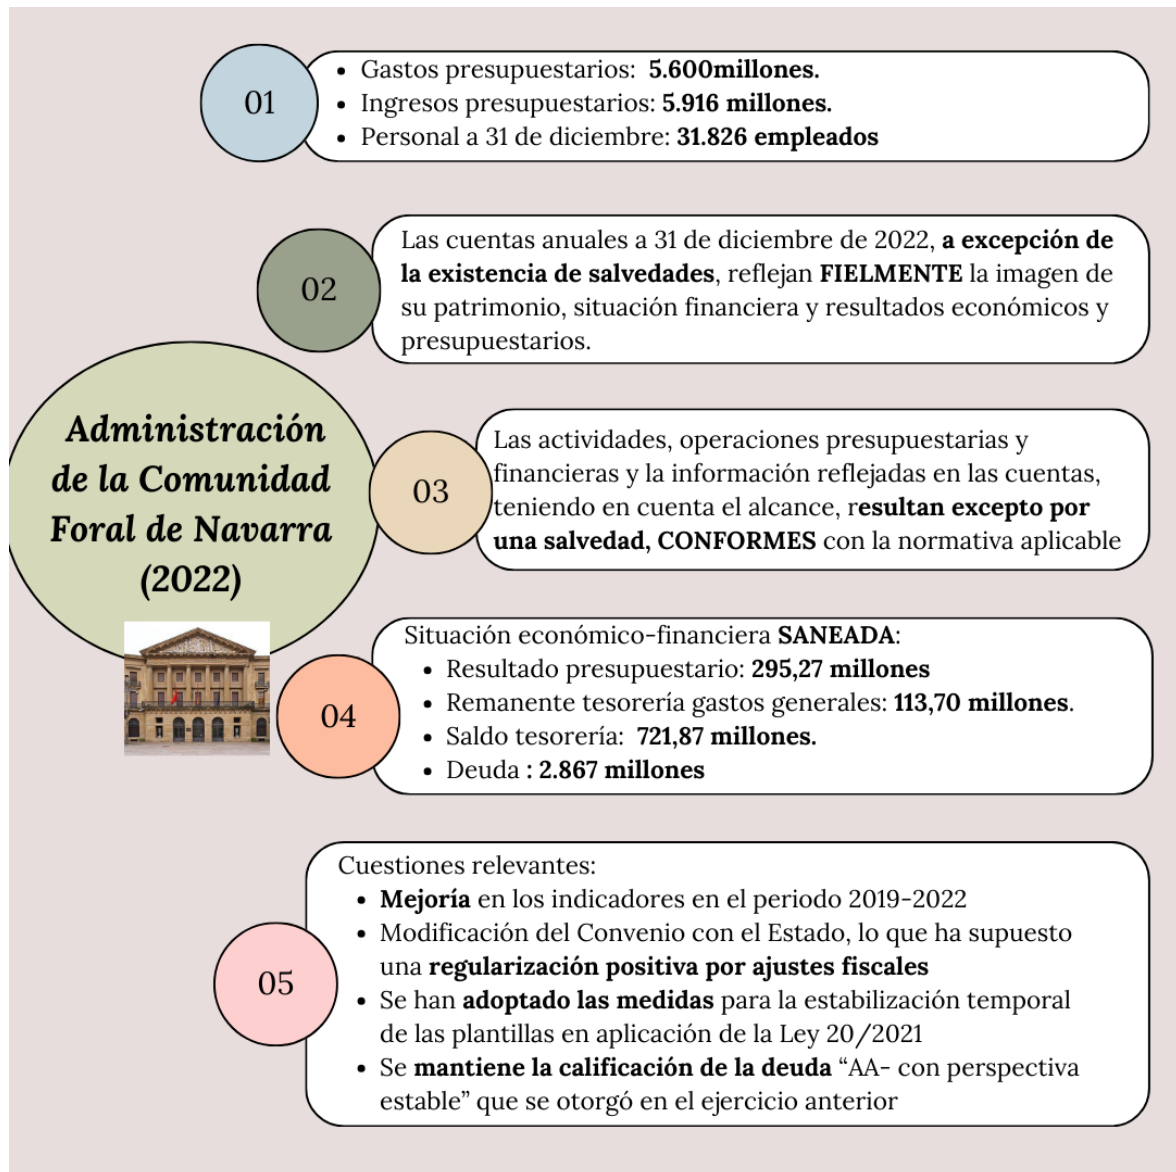 01
• Gastos presupuestarios:  5.600millones.
• Ingresos presupuestarios: 5.916 millones.
• Personal a 31 de diciembre: 31.826 empleados
02
Las cuentas anuales a 31 de diciembre de 2022, a excepción de
la existencia de salvedades, reflejan FIELMENTE la imagen de
su patrimonio, situación financiera y resultados económicos y
presupuestarios.
Administración
de la Comunidad
Foral de Navarra
(2022)
03
Las actividades, operaciones presupuestarias y
financieras y la información reflejadas en las cuentas,
teniendo en cuenta el alcance, resultan excepto por
una salvedad, CONFORMES con la normativa aplicable
04
Situación económico-financiera SANEADA:
• Resultado presupuestario: 295,27 millones
• Remanente tesorería gastos generales: 113,70 millones.
• Saldo tesorería:  721,87 millones.
• Deuda : 2.867 millones
05
Cuestiones relevantes:
• Mejoría en los indicadores en el periodo 2019-2022
• Modificación del Convenio con el Estado, lo que ha supuesto
una regularización positiva por ajustes fiscales
• Se han adoptado las medidas para la estabilización temporal
de las plantillas en aplicación de la Ley 20/2021
• Se mantiene la calificación de la deuda “AA- con perspectiva
estable” que se otorgó en el ejercicio anterior